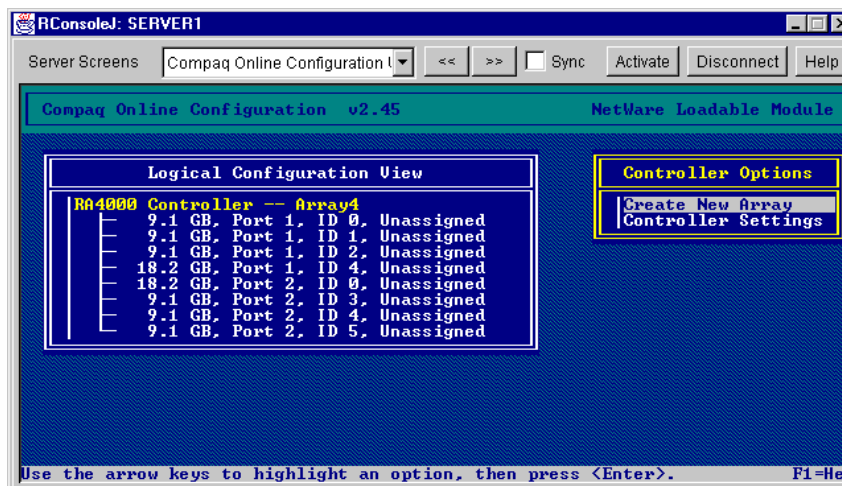 RConsoleJ: SERVER1
Server Screens Compaq Online Configuration U << >> Sync Activate Disconnect Help
Compaq Online Configuration v2.45 NetWare Loadable Module
Logical Configuration View
RA4000 Controller -- Array4
9.1 GB, Port 1, ID 0, Unassigned
9.1 GB, Port 1, ID 1, Unassigned
9.1 GB, Port 1, ID 2, Unassigned
18.2 GB, Port 1, ID 4, Unassigned
18.2 GB, Port 2, ID 0, Unassigned
9.1 GB, Port 2, ID 3, Unassigned
9.1 GB, Port 2, ID 4, Unassigned
9.1 GB, Port 2, ID 5, Unassigned
Controller Options
Create New Array
Controller Settings
Use the arrow keys to highlight an option, then press <Enter>. F1=He